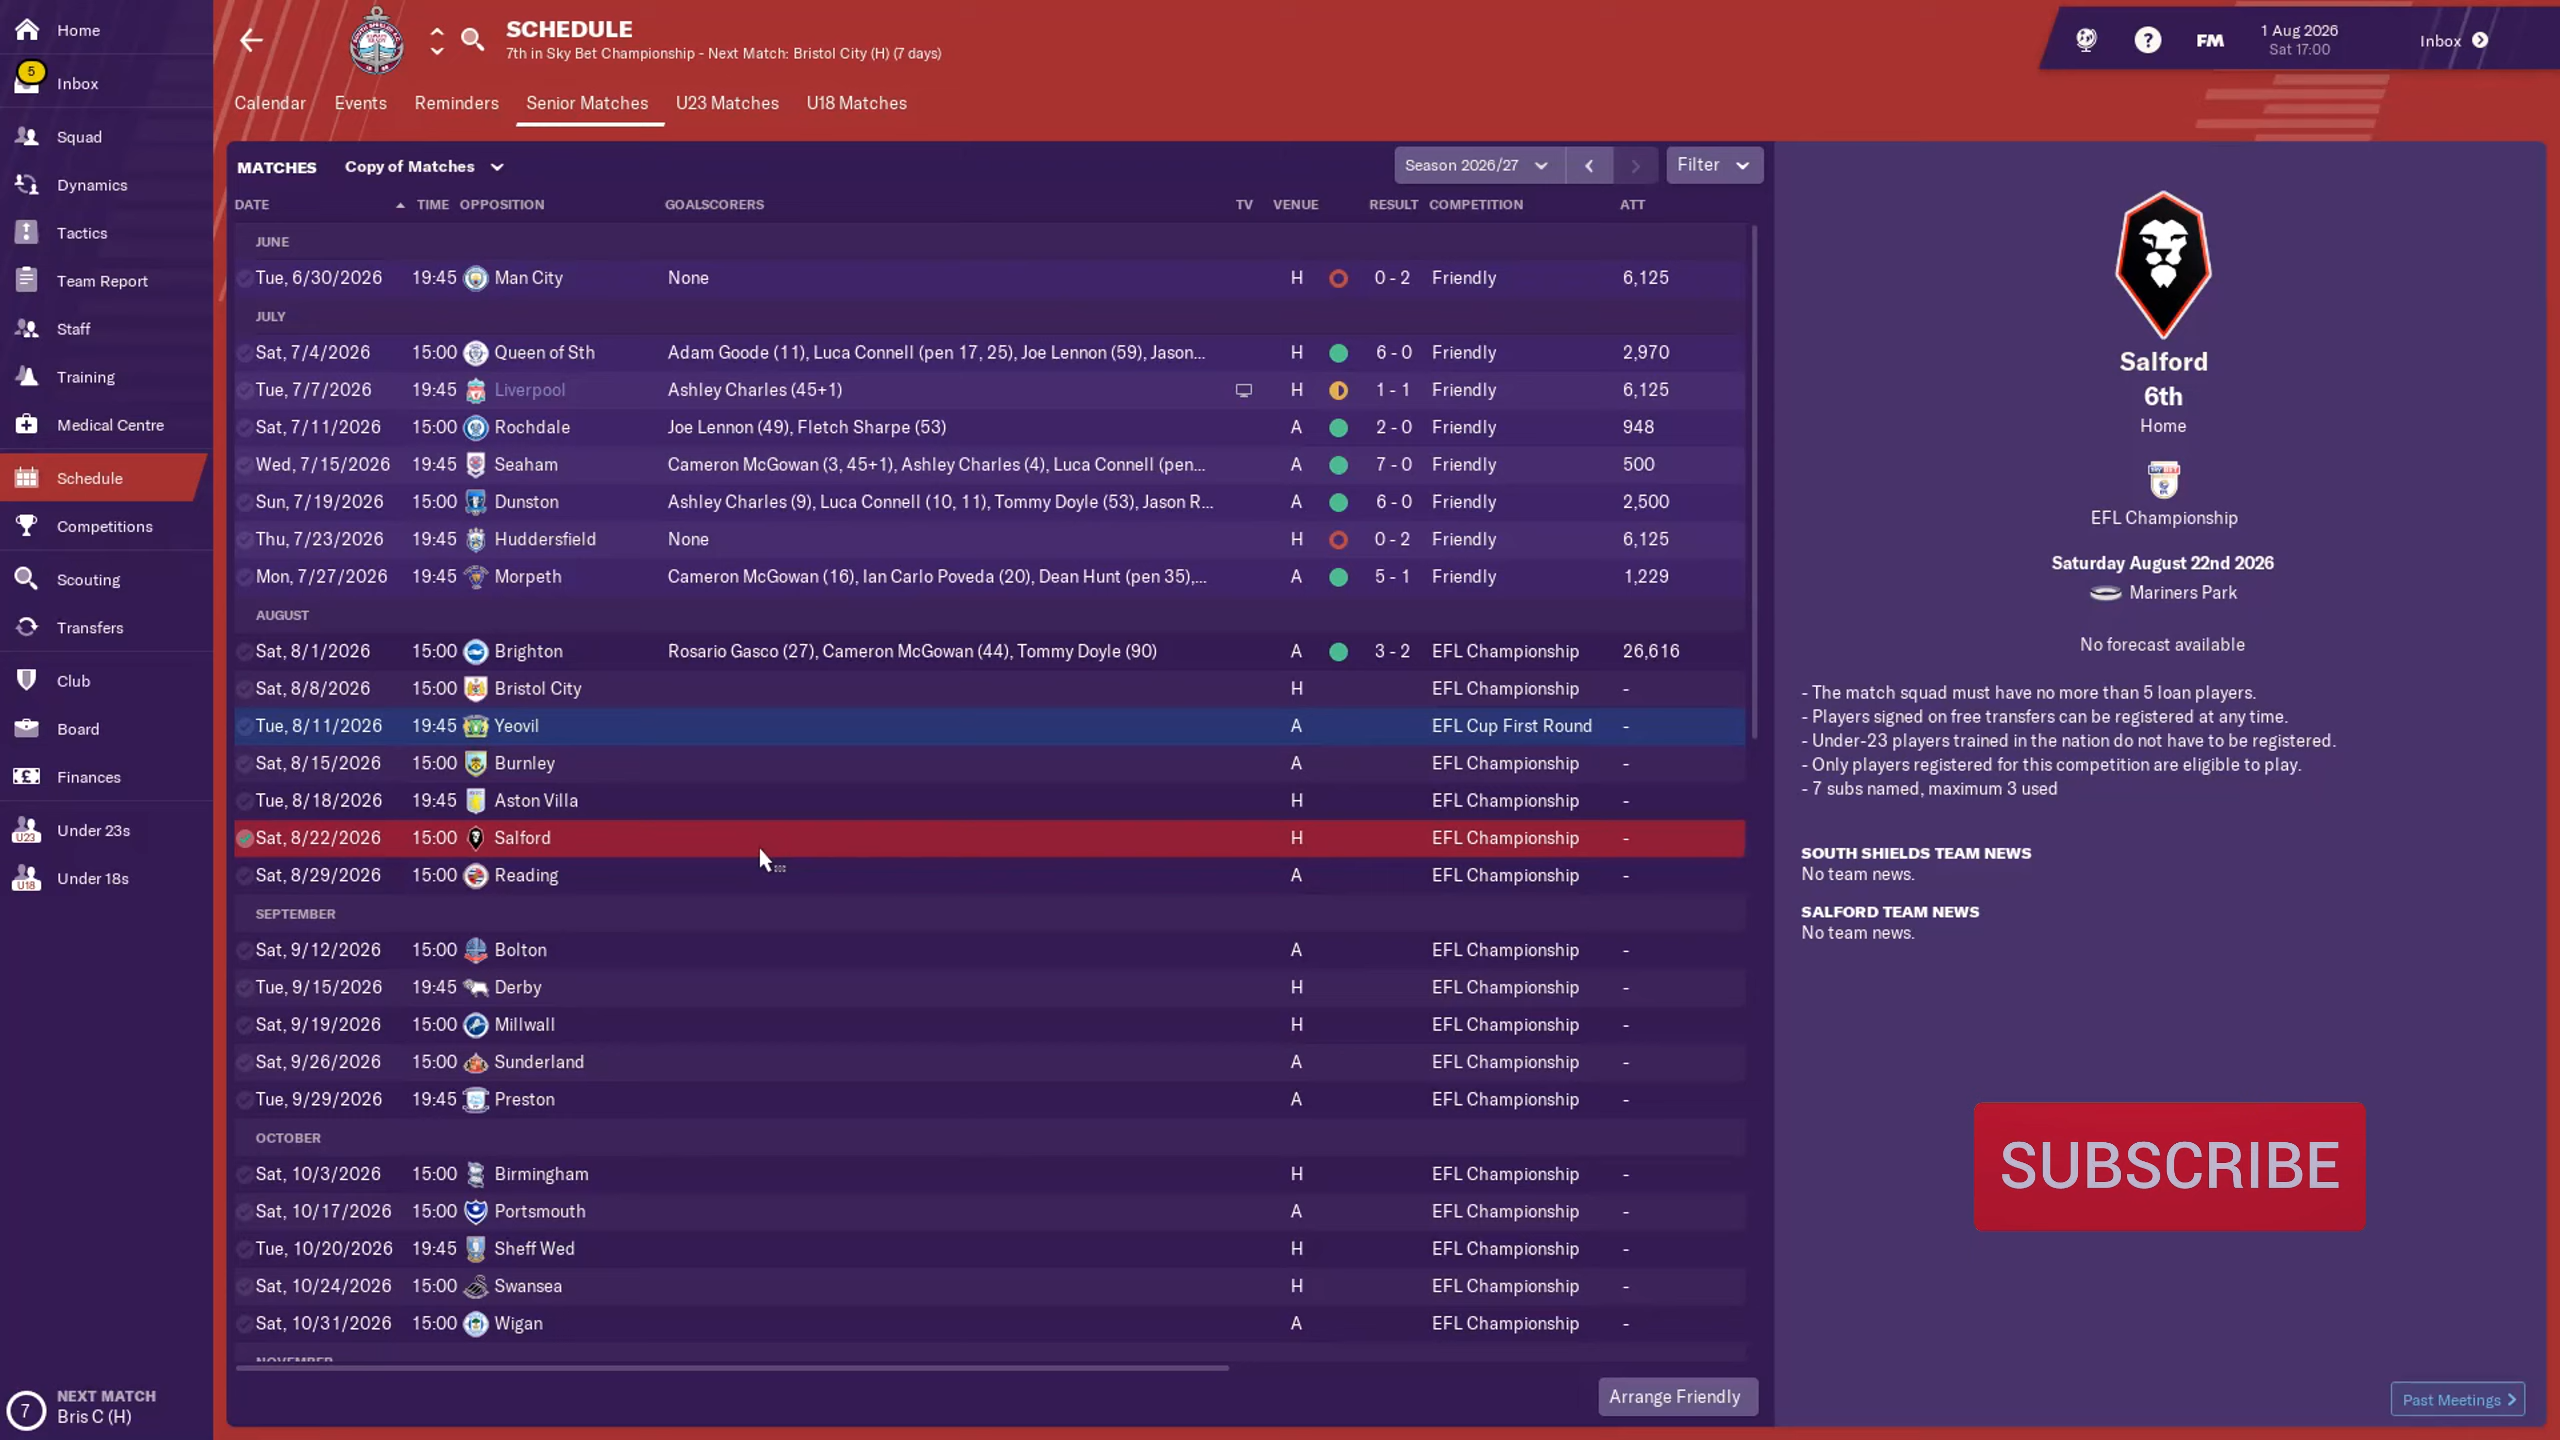 Home
5
Inbox
Squad
Dynamics
Tactics
Team Report
Staff
Training
Medical Centre
Schedule
Competitions
Scouting
Transfers
Club
Board
Finances
U23
Under 23s
U18
Under 18s
7
NEXT MATCH
Bris C (H)
SCHEDULE
7th in Sky Bet Championship - Next Match: Bristol City (H) (7 days)
? FM
1 Aug 2026
Sat 17:00
Inbox
Calendar Events Reminders Senior Matches U23 Matches U18 Matches
MATCHES Copy of Matches Season 2026/27 Filter
DATE TIME OPPOSITION GOALSCORERS TV VENUE RESULT COMPETITION ATT
JUNE
Tue, 6/30/2026 19:45 Man City None H 0 - 2 Friendly 6,125
JULY
Sat, 7/4/2026 15:00 Queen of Sth Adam Goode (11), Luca Connell (pen 17, 25), Joe Lennon (59), Jason... H 6 - 0 Friendly 2,970
Tue, 7/7/2026 19:45 Liverpool Ashley Charles (45+1) H 1 - 1 Friendly 6,125
Sat, 7/11/2026 15:00 Rochdale Joe Lennon (49), Fletch Sharpe (53) A 2 - 0 Friendly 948
Wed, 7/15/2026 19:45 Seaham Cameron McGowan (3, 45+1), Ashley Charles (4), Luca Connell (pen... A 7 - 0 Friendly 500
Sun, 7/19/2026 15:00 Dunston Ashley Charles (9), Luca Connell (10, 11), Tommy Doyle (53), Jason R... A 6 - 0 Friendly 2,500
Thu, 7/23/2026 19:45 Huddersfield None H 0 - 2 Friendly 6,125
Mon, 7/27/2026 19:45 Morpeth Cameron McGowan (16), Ian Carlo Poveda (20), Dean Hunt (pen 35),... A 5 - 1 Friendly 1,229
AUGUST
Sat, 8/1/2026 15:00 Brighton Rosario Gasco (27), Cameron McGowan (44), Tommy Doyle (90) A 3 - 2 EFL Championship 26,616
Sat, 8/8/2026 15:00 Bristol City H EFL Championship -
Tue, 8/11/2026 19:45 Yeovil A EFL Cup First Round -
Sat, 8/15/2026 15:00 Burnley A EFL Championship -
Tue, 8/18/2026 19:45 Aston Villa H EFL Championship -
Sat, 8/22/2026 15:00 Salford H EFL Championship -
Sat, 8/29/2026 15:00 Reading A EFL Championship -
SEPTEMBER
Sat, 9/12/2026 15:00 Bolton A EFL Championship -
Tue, 9/15/2026 19:45 Derby H EFL Championship -
Sat, 9/19/2026 15:00 Millwall H EFL Championship -
Sat, 9/26/2026 15:00 Sunderland A EFL Championship -
Tue, 9/29/2026 19:45 Preston A EFL Championship -
OCTOBER
Sat, 10/3/2026 15:00 Birmingham H EFL Championship -
Sat, 10/17/2026 15:00 Portsmouth A EFL Championship -
Tue, 10/20/2026 19:45 Sheff Wed H EFL Championship -
Sat, 10/24/2026 15:00 Swansea H EFL Championship -
Sat, 10/31/2026 15:00 Wigan A EFL Championship -
NOVEMBER
Arrange Friendly
Salford
6th
Home
EFL Championship
Saturday August 22nd 2026
Mariners Park
No forecast available
- The match squad must have no more than 5 loan players.
- Players signed on free transfers can be registered at any time.
- Under-23 players trained in the nation do not have to be registered.
- Only players registered for this competition are eligible to play.
- 7 subs named, maximum 3 used
SOUTH SHIELDS TEAM NEWS
No team news.
SALFORD TEAM NEWS
No team news.
SUBSCRIBE
Past Meetings